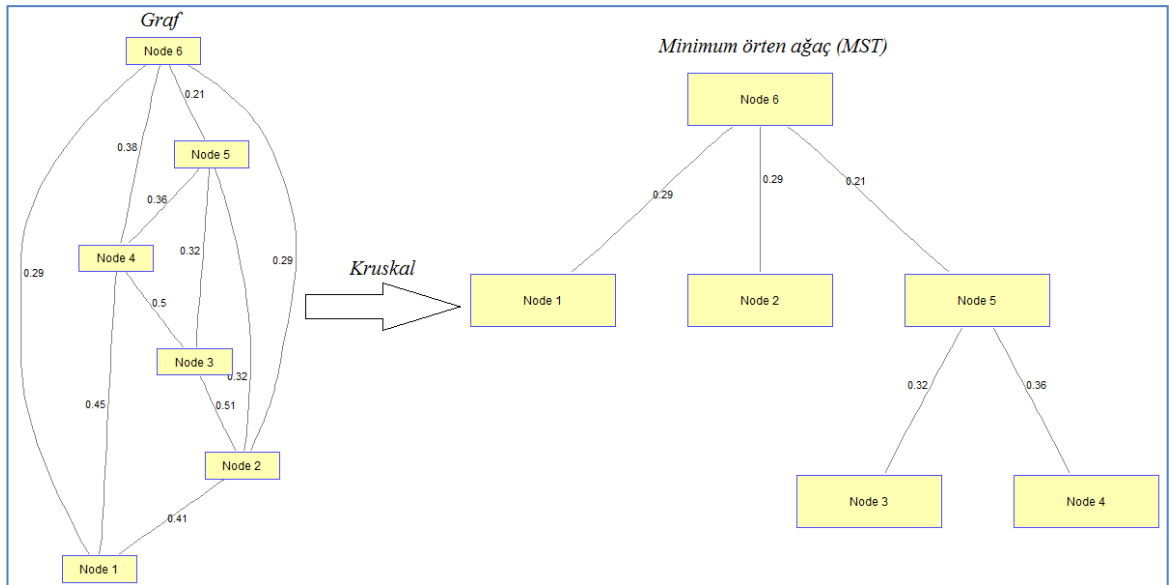 Graf
Node 6
0.21
0.38
Node 5
0.36
0.32
Node 4
0.29
0.29
0.5
Node 3
0.32
0.45
0.51
Node 2
0.41
Node 1
Kruskal
Minimum örten ağaç (MST)
Node 6
0.29
0.29
0.21
Node 1
Node 2
Node 5
0.32
0.36
Node 3
Node 4